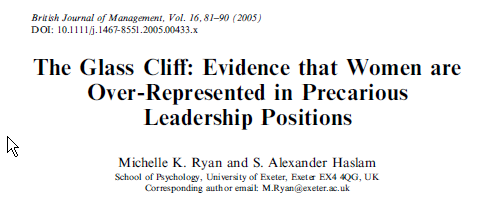 British Journal of Management, Vol. 16, 81–90 (2005)
DOI: 10.1111/j.1467-8551.2005.00433.x
The Glass Cliff: Evidence that Women are
Over-Represented in Precarious
Leadership Positions
Michelle K. Ryan and S. Alexander Haslam
School of Psychology, University of Exeter, Exeter EX4 4QG, UK
Corresponding author email: M.Ryan@exeter.ac.uk